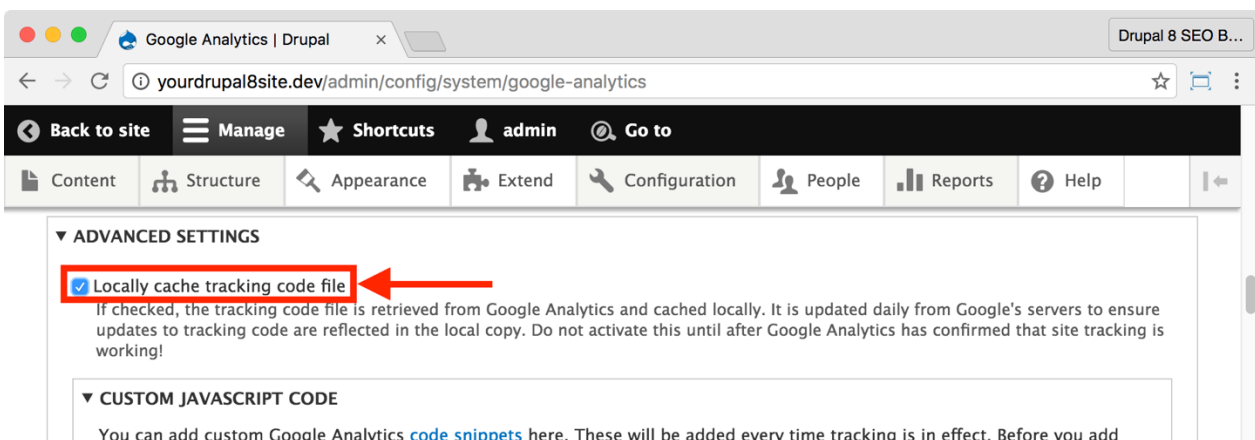 Google Analytics | Drupal
Drupal 8 SEO B...
yourdrupal8site.dev/admin/config/system/google-analytics
Back to site Manage Shortcuts admin Go to
Content Structure Appearance Extend Configuration People Reports Help
ADVANCED SETTINGS
Locally cache tracking code file
If checked, the tracking code file is retrieved from Google Analytics and cached locally. It is updated daily from Google's servers to ensure
updates to tracking code are reflected in the local copy. Do not activate this until after Google Analytics has confirmed that site tracking is
working!
CUSTOM JAVASCRIPT CODE
You can add custom Google Analytics code snippets here. These will be added every time tracking is in effect. Before you add